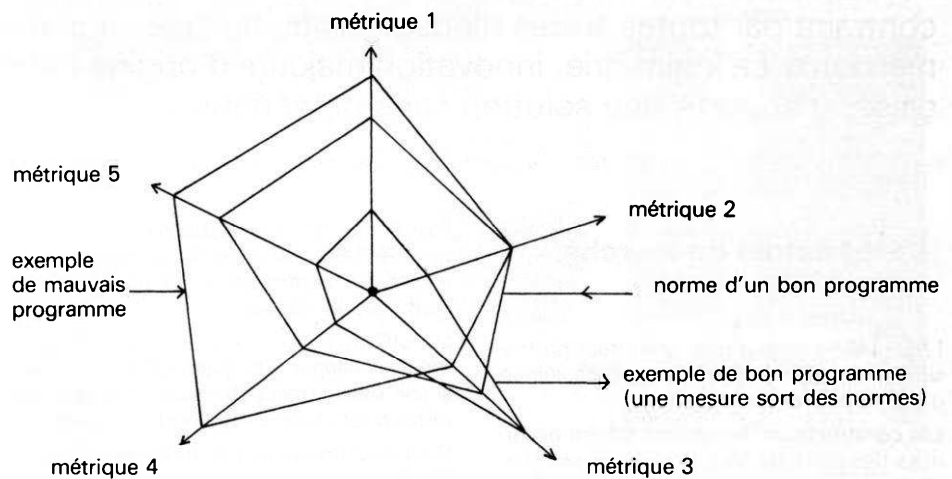 métrique 1
métrique 5
métrique 2
exemple
de mauvais
programme
norme d'un bon programme
exemple de bon programme
(une mesure sort des normes)
métrique 4
métrique 3